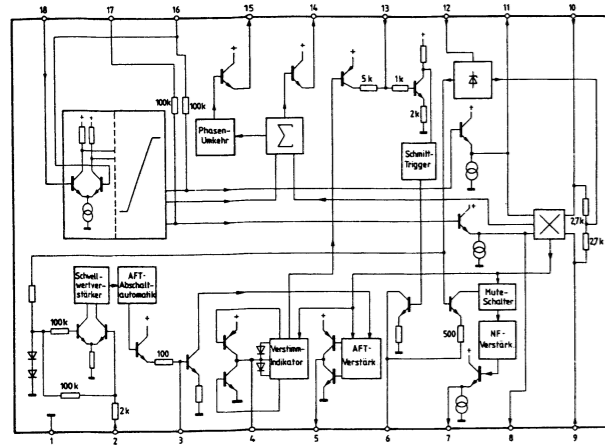 18
17
16
15
14
13
12
11
10
100k
100k
5k
1k
2k
Phasen-
Umkehr
Σ
Schmitt-
Trigger
2,7k
2,7k
Schwell-
wertver-
stärker
AFT-
Abschalt-
automatik
100k
100k
2k
100
Verstimm-
Indikator
AFT-
Verstärk.
500
Mute-
Schalter
NF-
Verstärk.
1
2
3
4
5
6
7
8
9